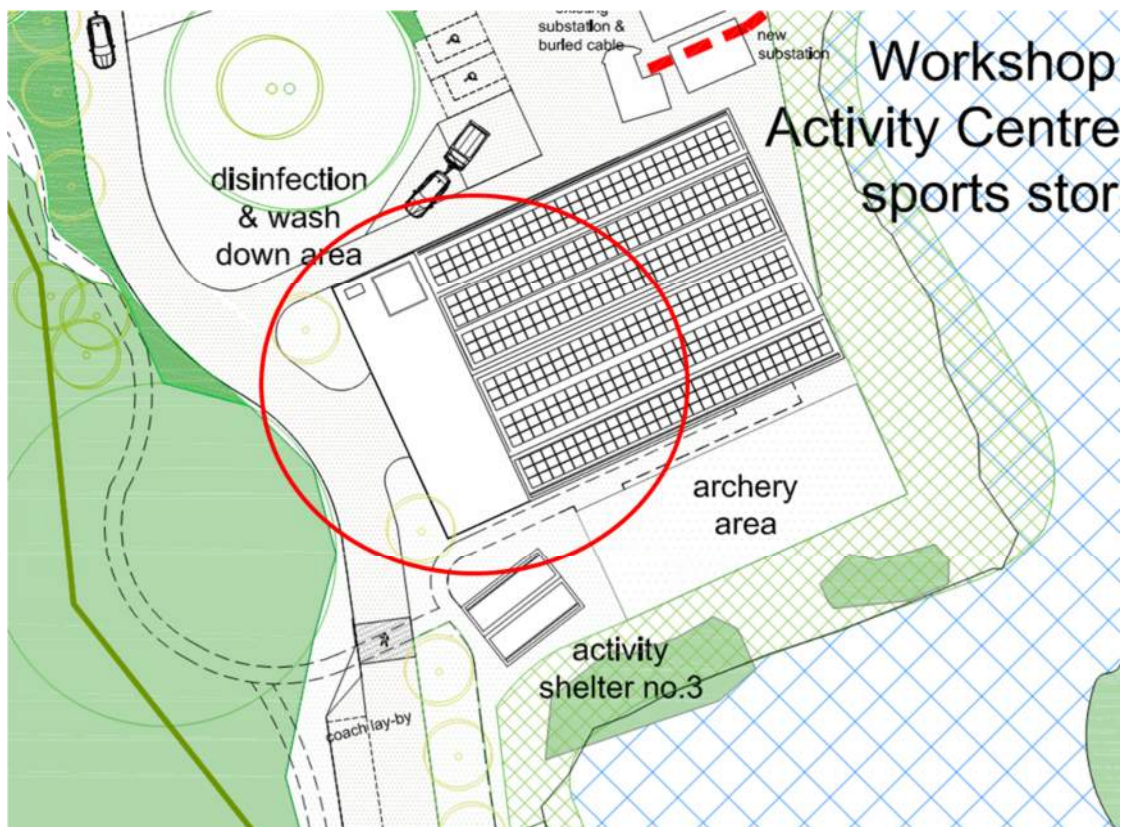 existing
substation &
buried cable
new
substation
Workshop
Activity Centre
sports stor
disinfection
& wash
down area
archery
area
activity
shelter no.3
coach lay-by